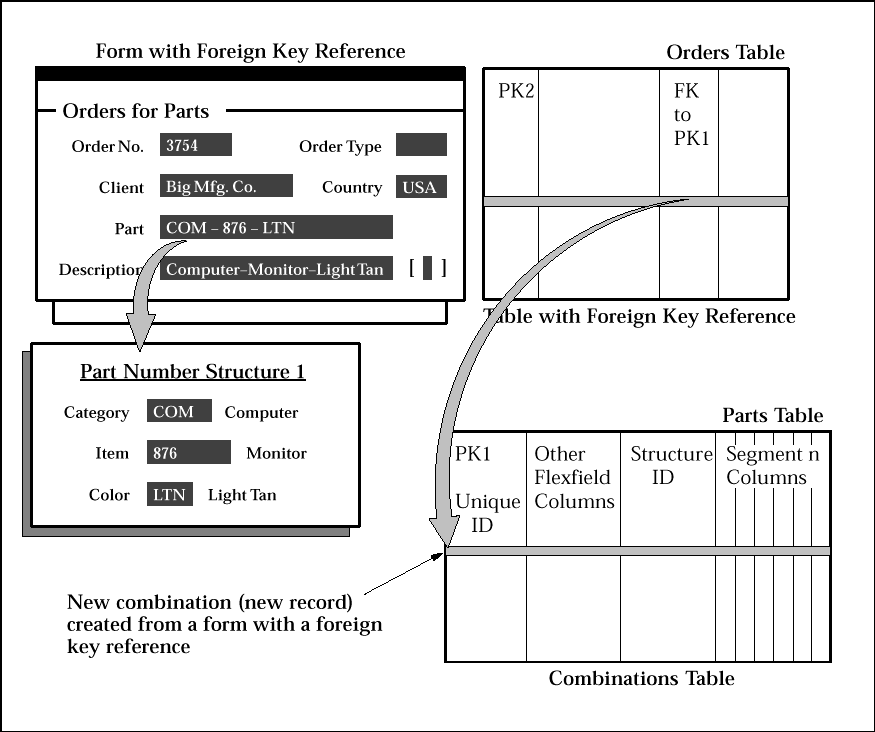 Form with Foreign Key Reference
Orders for Parts
Order No. 3754 Order Type
Client Big Mfg. Co. Country USA
Part COM – 876 – LTN
Description Computer–Monitor–Light Tan [ ]
Orders Table
PK2 FK
to
PK1
Table with Foreign Key Reference
Part Number Structure 1
Category COM Computer
Item 876 Monitor
Color LTN Light Tan
Parts Table
PK1 Other Structure Segment n
Flexfield ID Columns
Unique Columns
ID
New combination (new record)
created from a form with a foreign
key reference
Combinations Table